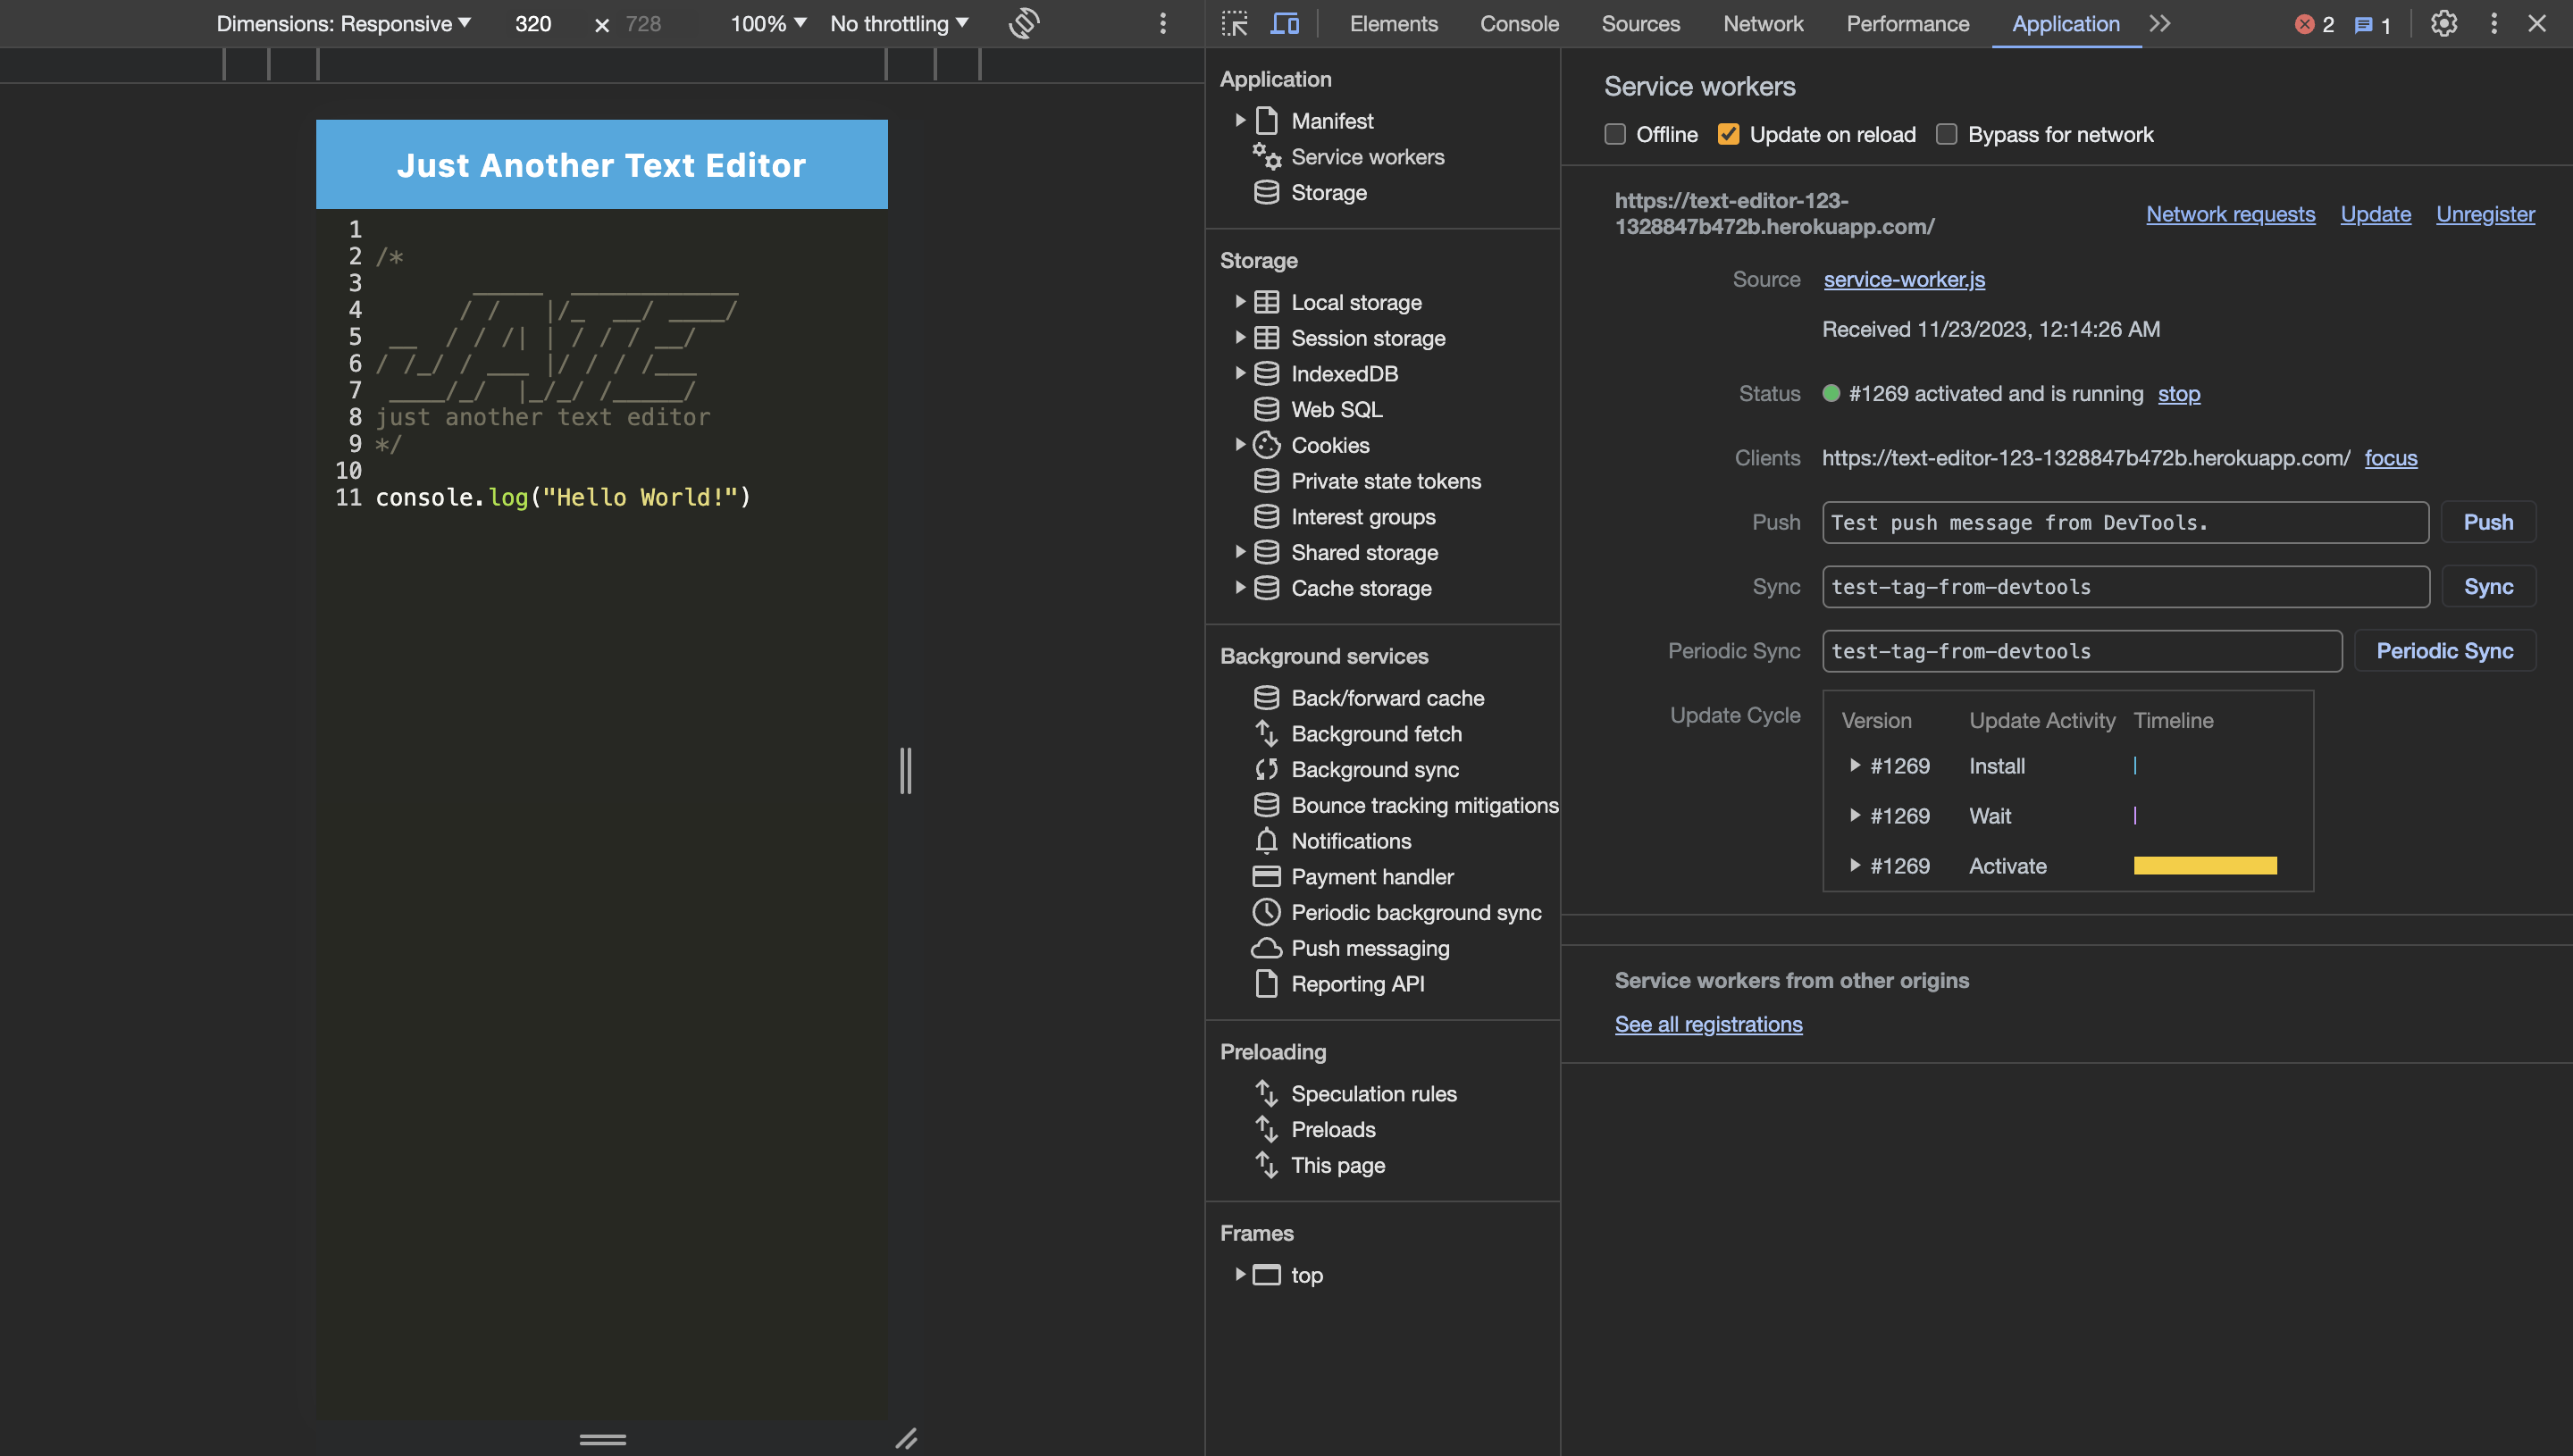 Dimensions: Responsive 320 × 728 100% No throttling
Elements Console Sources Network Performance Application 2 1
Just Another Text Editor
1
2 /*
3        _____  ____________
4       / /   |/_  __/ ____/
5  __  / / /| | / / / __/
6 / /_/ / ___ |/ / / /___
7  ____/_/  |_/_/ /_____/
8 just another text editor
9 */
10
11 console.log("Hello World!")
Application
Manifest
Service workers
Storage
Storage
Local storage
Session storage
IndexedDB
Web SQL
Cookies
Private state tokens
Interest groups
Shared storage
Cache storage
Background services
Back/forward cache
Background fetch
Background sync
Bounce tracking mitigations
Notifications
Payment handler
Periodic background sync
Push messaging
Reporting API
Preloading
Speculation rules
Preloads
This page
Frames
top
Service workers
Offline Update on reload Bypass for network
https://text-editor-123-
1328847b472b.herokuapp.com/
Network requests Update Unregister
Source service-worker.js
Received 11/23/2023, 12:14:26 AM
Status #1269 activated and is running stop
Clients https://text-editor-123-1328847b472b.herokuapp.com/ focus
Push Test push message from DevTools. Push
Sync test-tag-from-devtools Sync
Periodic Sync test-tag-from-devtools Periodic Sync
Update Cycle Version Update Activity Timeline
#1269 Install
#1269 Wait
#1269 Activate
Service workers from other origins
See all registrations